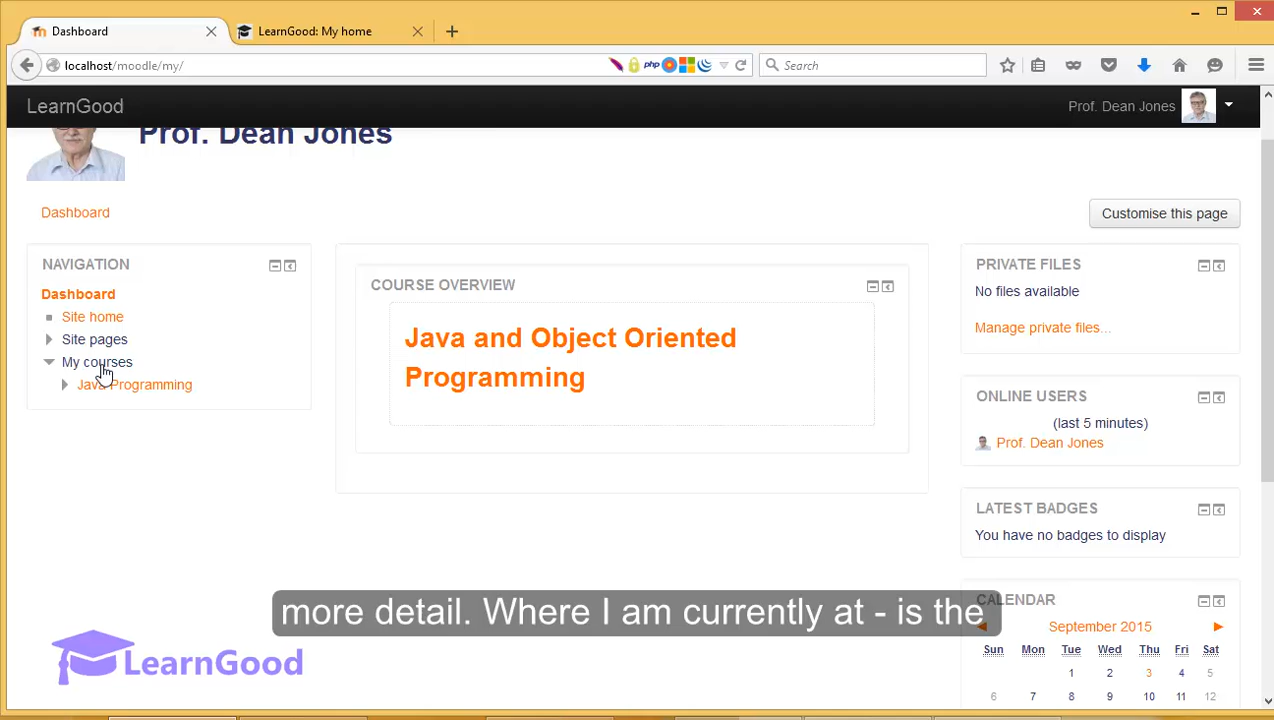 Dashboard
LearnGood: My home
localhost/moodle/my/
php
Search
LearnGood
Prof. Dean Jones
Prof. Dean Jones
Dashboard
Customise this page
NAVIGATION
Dashboard
Site home
Site pages
My courses
Java Programming
COURSE OVERVIEW
Java and Object Oriented
Programming
PRIVATE FILES
No files available
Manage private files...
ONLINE USERS
(last 5 minutes)
Prof. Dean Jones
LATEST BADGES
You have no badges to display
CALENDAR
September 2015
Sun Mon Tue Wed Thu Fri Sat
1 2 3 4 5
6 7 8 9 10 11 12
more detail. Where I am currently at - is the
LearnGood